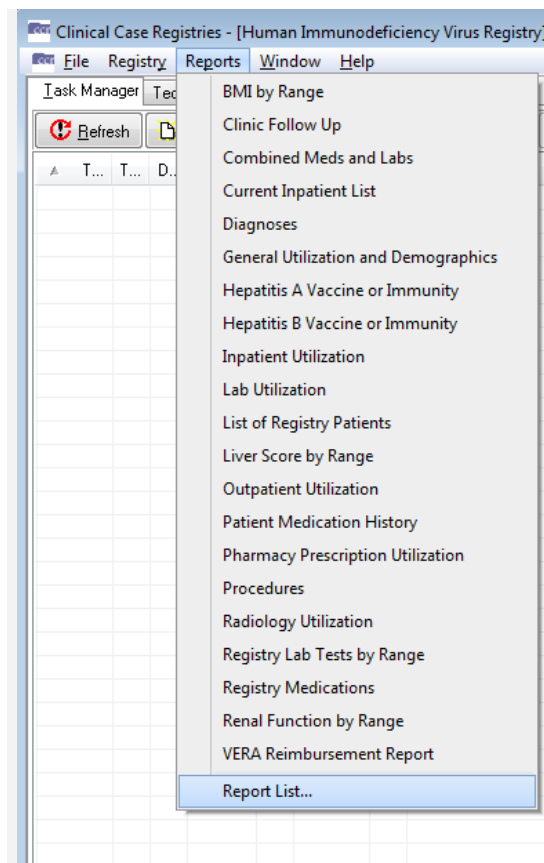 Clinical Case Registries - [Human Immunodeficiency Virus Registry]
File Registry Reports Window Help
Task Manager Tec
Refresh
T... T... D...
BMI by Range
Clinic Follow Up
Combined Meds and Labs
Current Inpatient List
Diagnoses
General Utilization and Demographics
Hepatitis A Vaccine or Immunity
Hepatitis B Vaccine or Immunity
Inpatient Utilization
Lab Utilization
List of Registry Patients
Liver Score by Range
Outpatient Utilization
Patient Medication History
Pharmacy Prescription Utilization
Procedures
Radiology Utilization
Registry Lab Tests by Range
Registry Medications
Renal Function by Range
VERA Reimbursement Report
Report List...